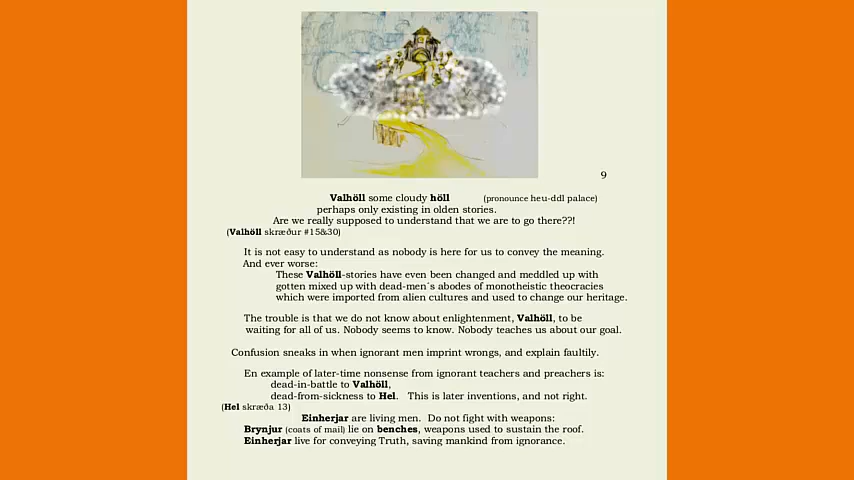 9
Valhöll some cloudy höll (pronounce heu-ddl palace)
perhaps only existing in olden stories.
Are we really supposed to understand that we are to go there??!
(Valhöll skræður #15&30)
It is not easy to understand as nobody is here for us to convey the meaning.
And ever worse:
These Valhöll-stories have even been changed and meddled up with
gotten mixed up with dead-men´s abodes of monotheistic theocracies
which were imported from alien cultures and used to change our heritage.
The trouble is that we do not know about enlightenment, Valhöll, to be
waiting for all of us. Nobody seems to know. Nobody teaches us about our goal.
Confusion sneaks in when ignorant men imprint wrongs, and explain faultily.
En example of later-time nonsense from ignorant teachers and preachers is:
dead-in-battle to Valhöll,
dead-from-sickness to Hel. This is later inventions, and not right.
(Hel skræða 13)
Einherjar are living men. Do not fight with weapons:
Brynjur (coats of mail) lie on benches, weapons used to sustain the roof.
Einherjar live for conveying Truth, saving mankind from ignorance.